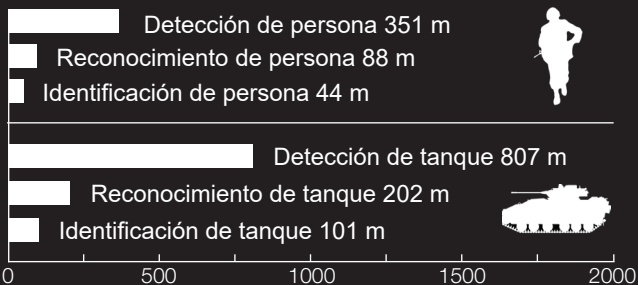 Detección de persona 351 m
Reconocimiento de persona 88 m
Identificación de persona 44 m
Detección de tanque 807 m
Reconocimiento de tanque 202 m
Identificación de tanque 101 m
0 500 1000 1500 2000